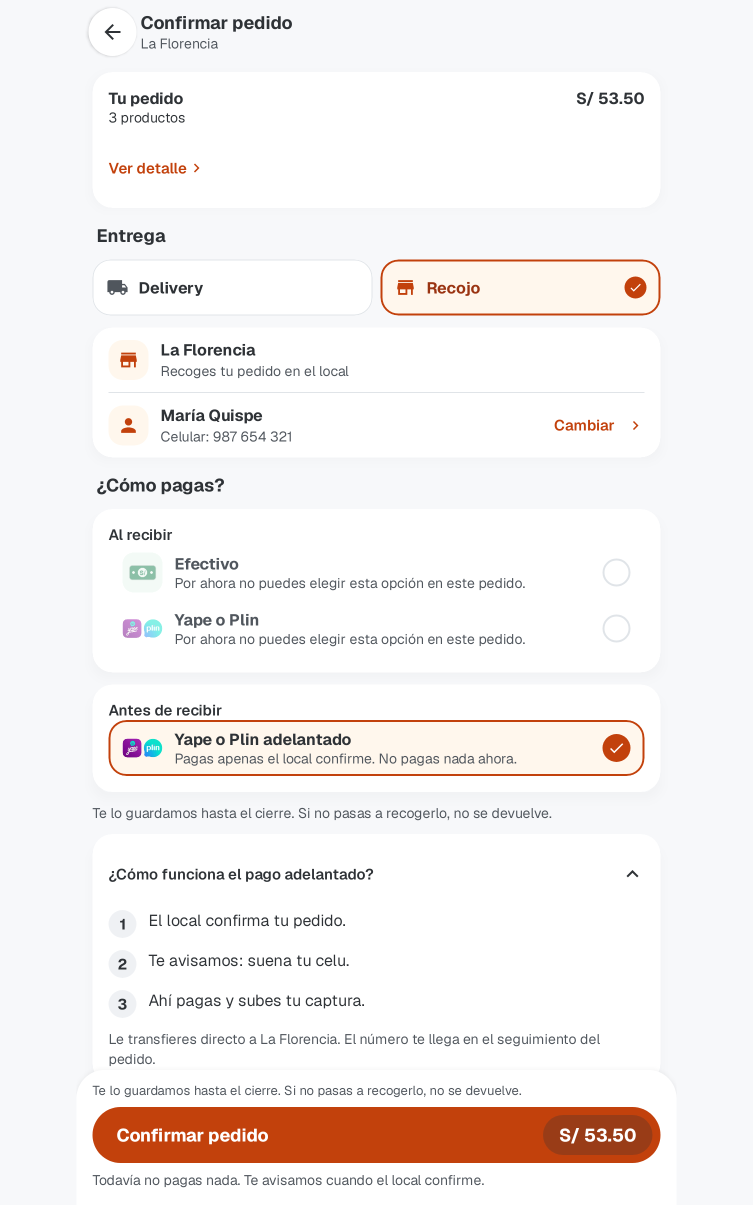 Confirmar pedido
La Florencia
Tu pedido
S/ 53.50
3 productos
Ver detalle
Entrega
Delivery
Recojo
La Florencia
Recoges tu pedido en el local
María Quispe
Celular: 987 654 321
Cambiar
¿Cómo pagas?
Al recibir
Efectivo
Por ahora no puedes elegir esta opción en este pedido.
Yape o Plin
Por ahora no puedes elegir esta opción en este pedido.
Antes de recibir
Yape o Plin adelantado
Pagas apenas el local confirme. No pagas nada ahora.
Te lo guardamos hasta el cierre. Si no pasas a recogerlo, no se devuelve.
¿Cómo funciona el pago adelantado?
1 El local confirma tu pedido.
2 Te avisamos: suena tu celu.
3 Ahí pagas y subes tu captura.
Le transfieres directo a La Florencia. El número te llega en el seguimiento del
pedido.
Te lo guardamos hasta el cierre. Si no pasas a recogerlo, no se devuelve.
Confirmar pedido
S/ 53.50
Todavía no pagas nada. Te avisamos cuando el local confirme.